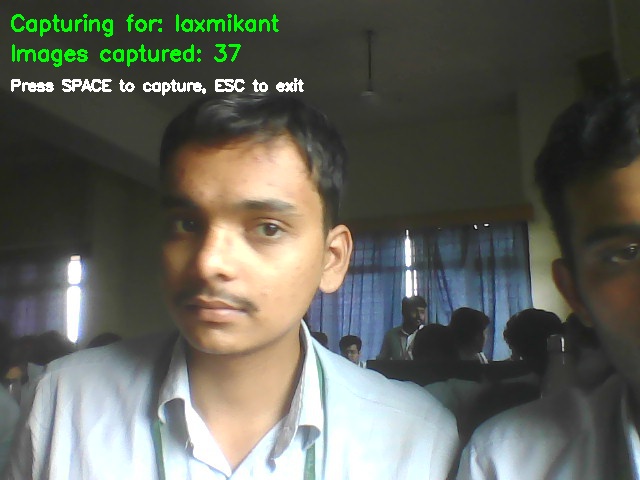 Capturing for: laxmikant
Images captured: 37
Press SPACE to capture, ESC to exit